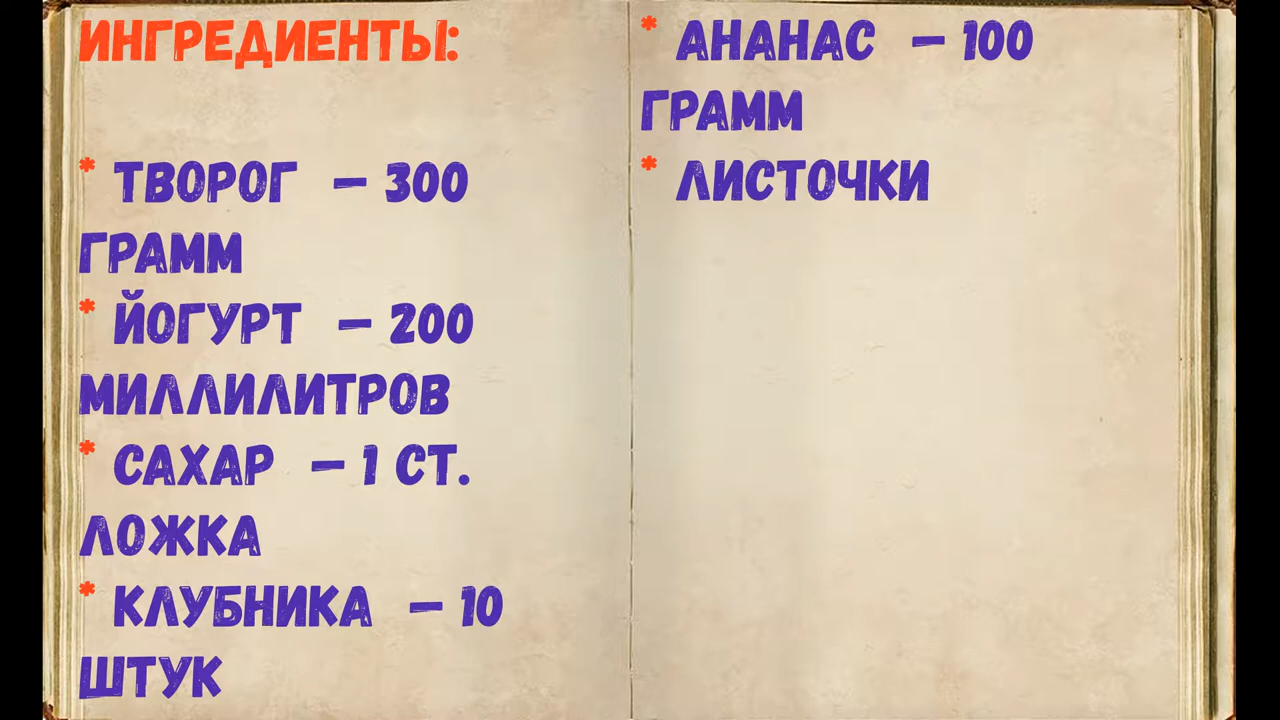 ИНГРЕДИЕНТЫ:
* ТВОРОГ – 300
ГРАММ
* ЙОГУРТ – 200
МИЛЛИЛИТРОВ
* САХАР – 1 СТ.
ЛОЖКА
* КЛУБНИКА – 10
ШТУК
* АНАНАС – 100
ГРАММ
* ЛИСТОЧКИ